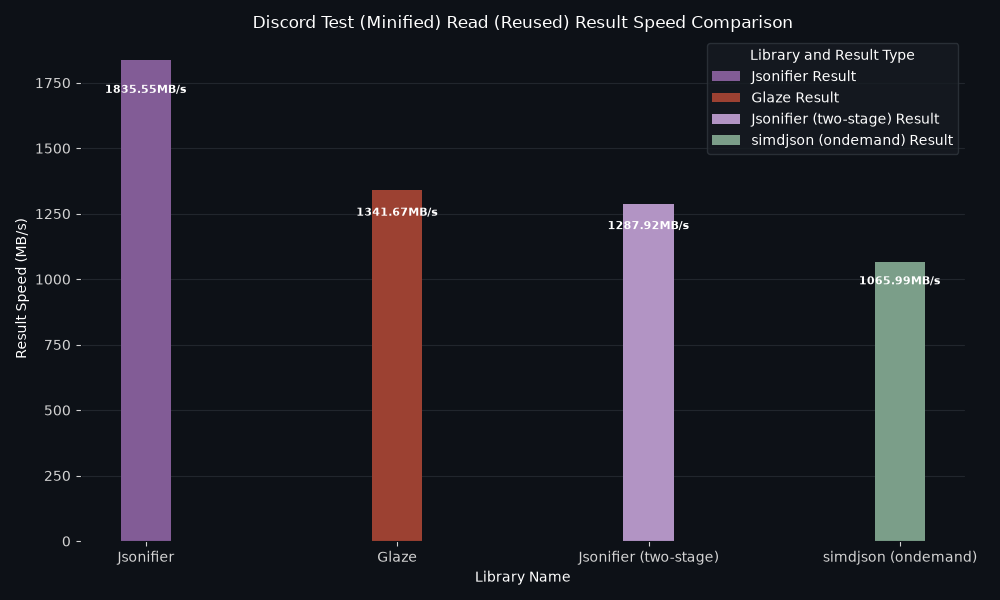 Discord Test (Minified) Read (Reused) Result Speed Comparison
Library and Result Type
Jsonifier Result
Glaze Result
Jsonifier (two-stage) Result
simdjson (ondemand) Result
Result Speed (MB/s)
1750
1500
1250
1000
750
500
250
0
1835.55MB/s
1341.67MB/s
1287.92MB/s
1065.99MB/s
Jsonifier
Glaze
Jsonifier (two-stage)
simdjson (ondemand)
Library Name